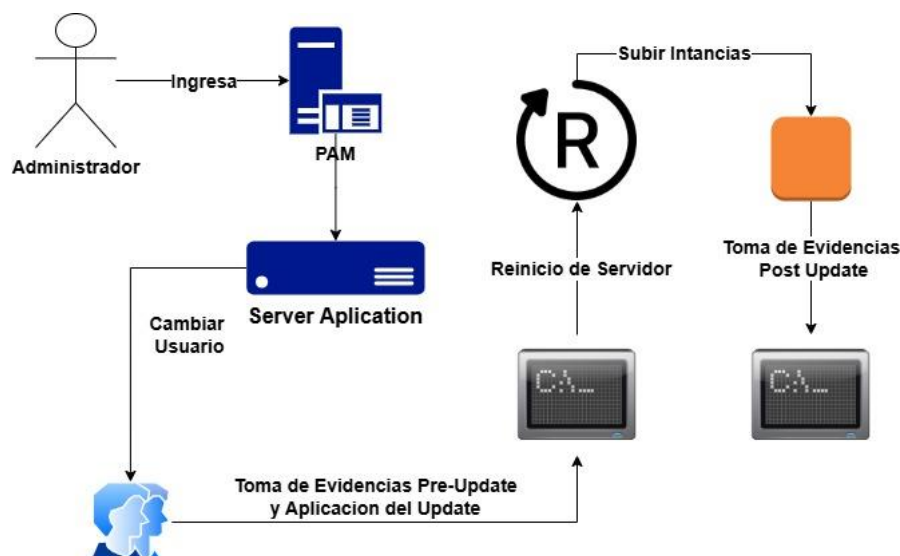 Administrador
Ingresa
PAM
Server Aplication
Cambiar
Usuario
Toma de Evidencias Pre-Update
y Aplicacion del Update
C:\_
Reinicio de Servidor
R
Subir Intancias
Toma de Evidencias
Post Update
C:\_